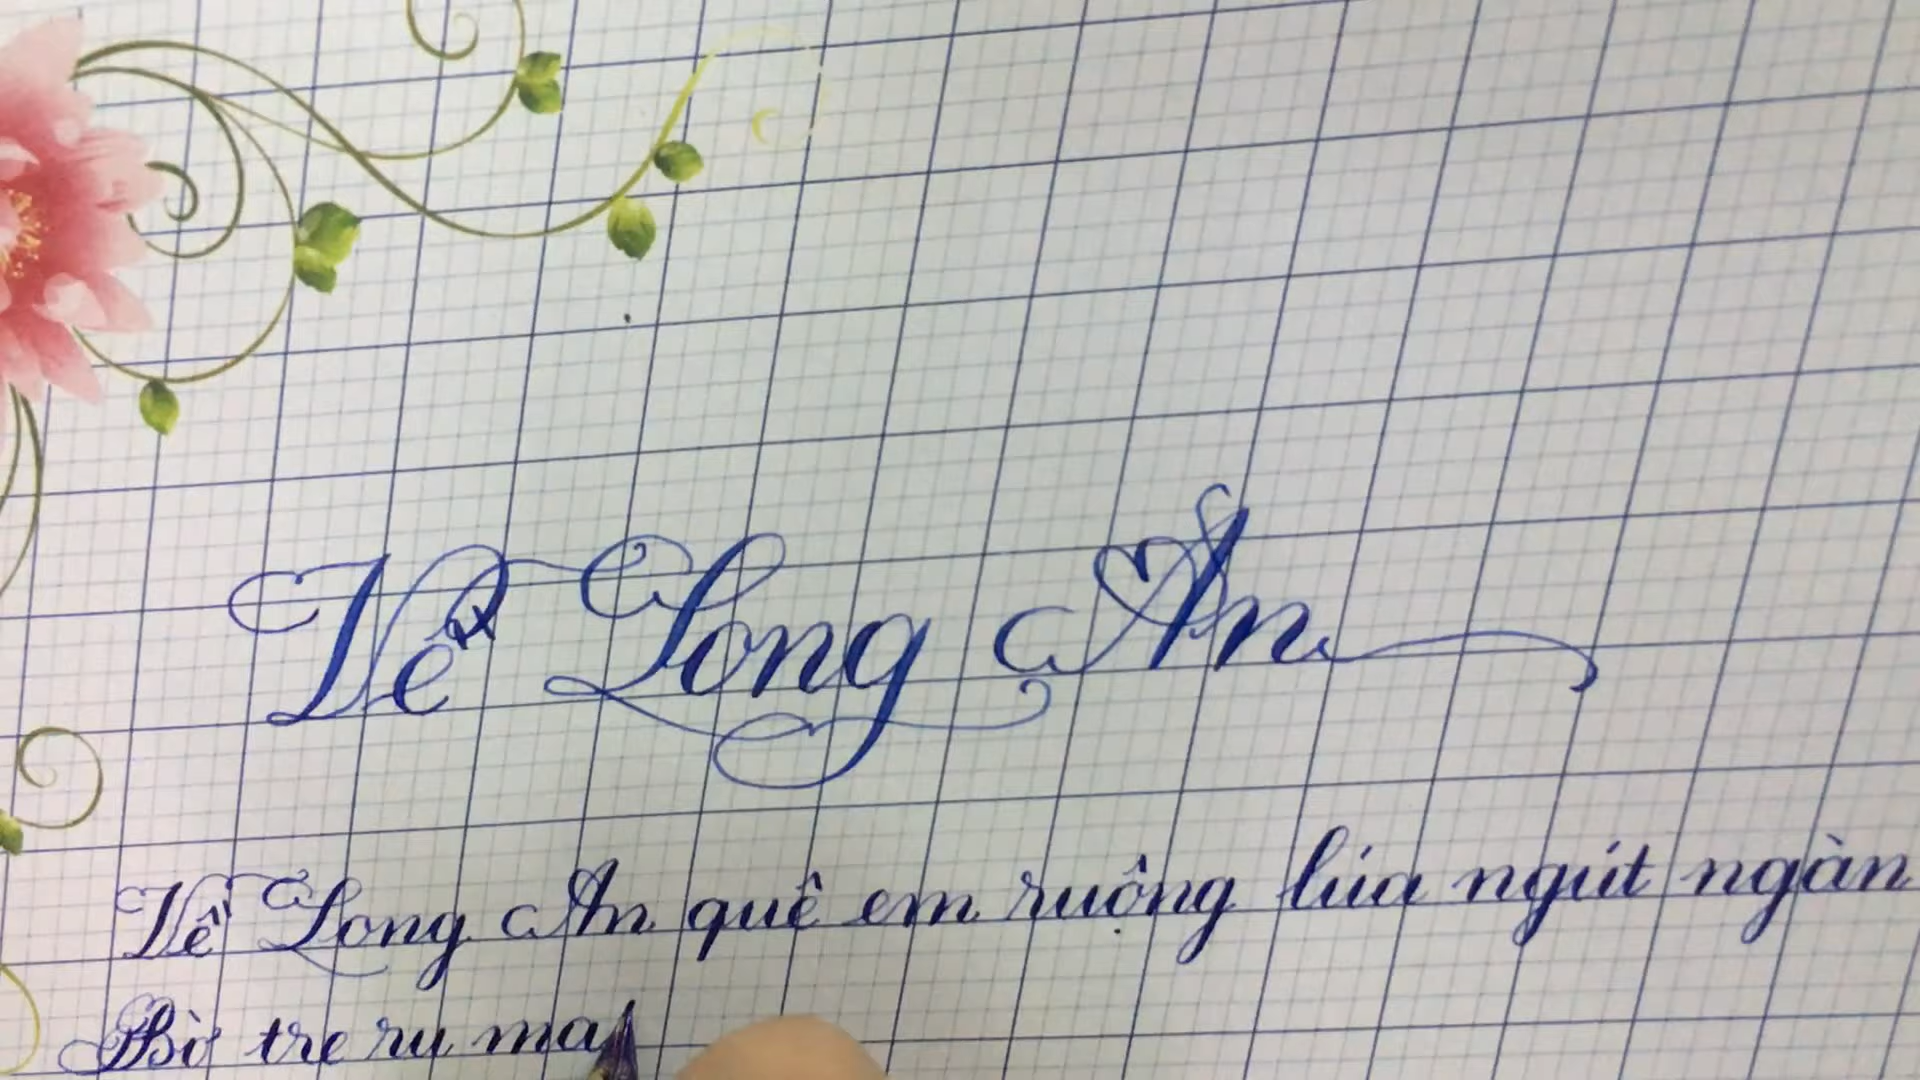 Về Long An
Về Long An quê em ruộng lúa ngút ngàn
Bờ tre ru ma